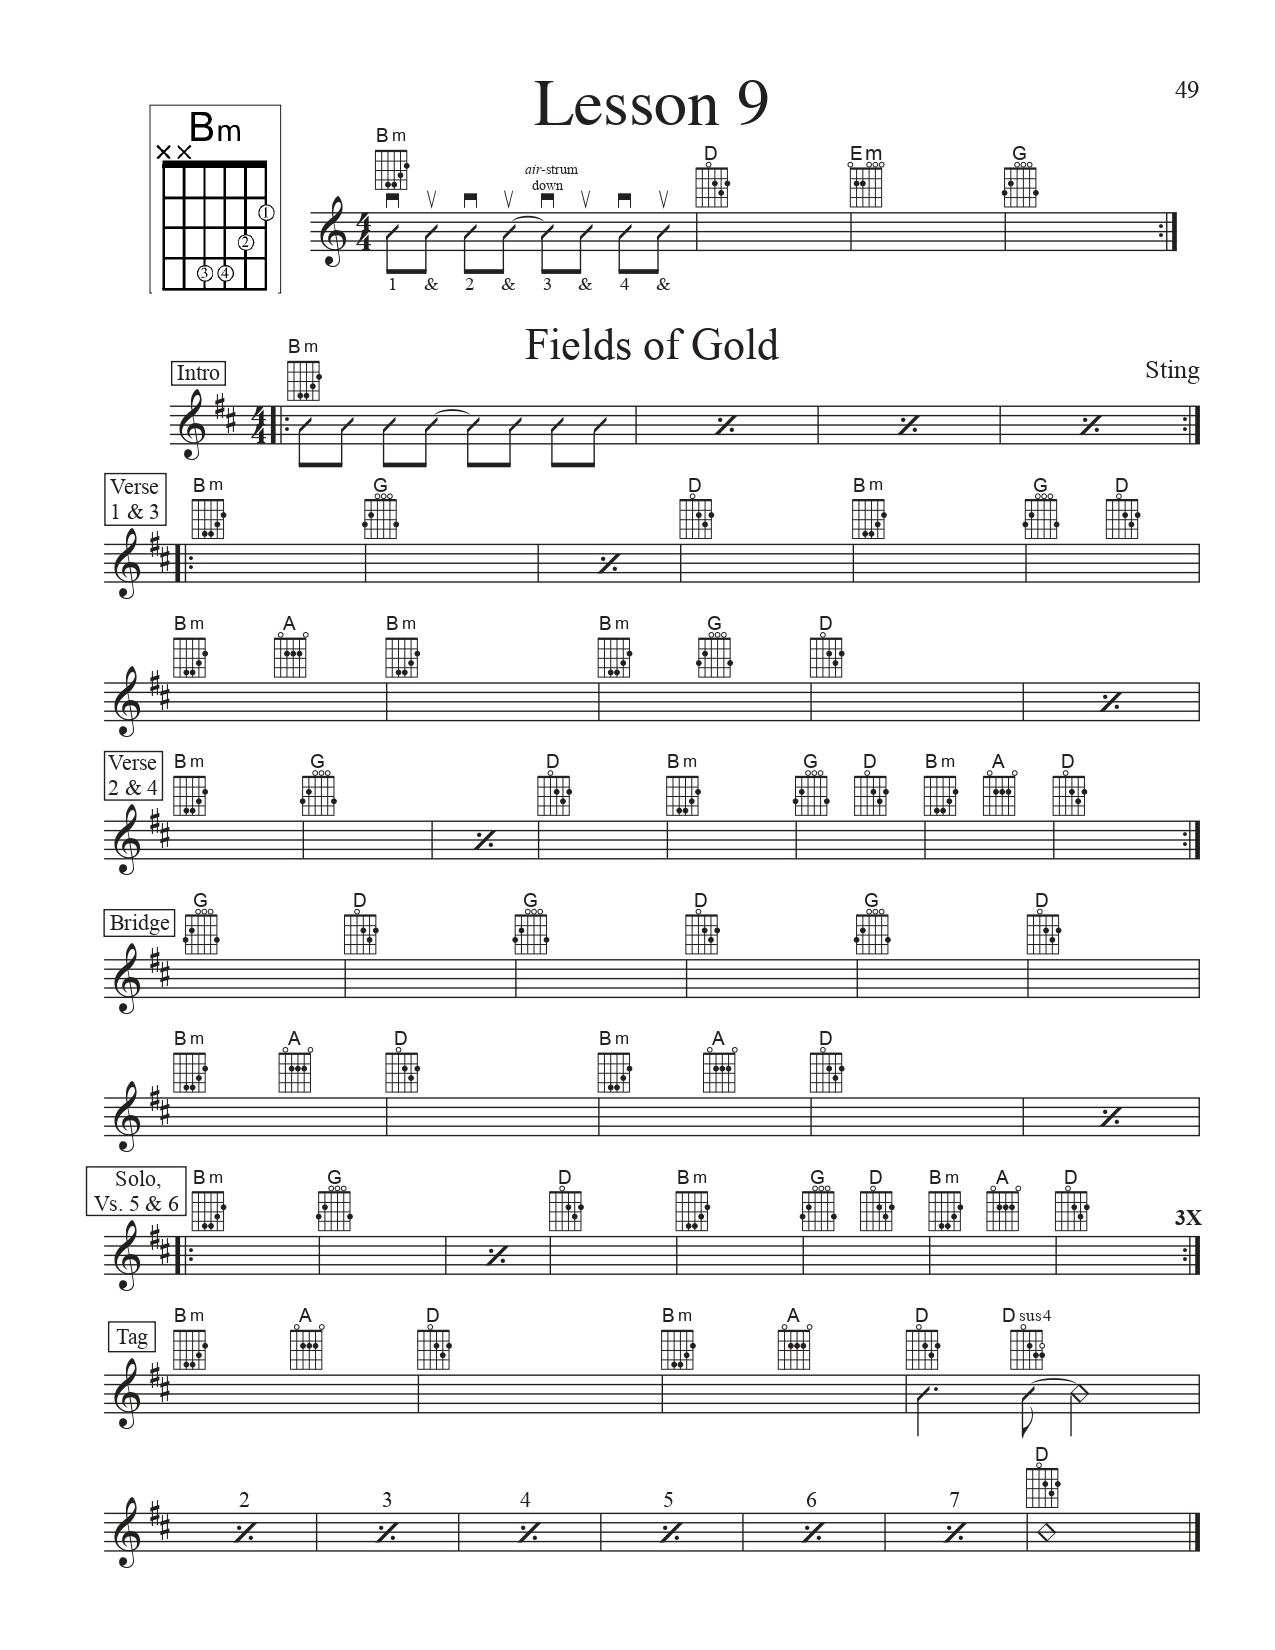 Lesson 9
49
Bm
3 4 2 1
Bm D Em G
air-strum
down
1 & 2 & 3 & 4 &
Fields of Gold
Sting
Intro
Bm
4
4
Verse
1 & 3
Bm G D Bm G D
Bm A Bm Bm G D
Verse
2 & 4
Bm G D Bm G D Bm A D
Bridge
G D G D G D
Bm A D Bm A D
Solo,
Vs. 5 & 6
Bm G D Bm G D Bm A D
3X
Tag
Bm A D Bm A D Dsus4
D
2 3 4 5 6 7